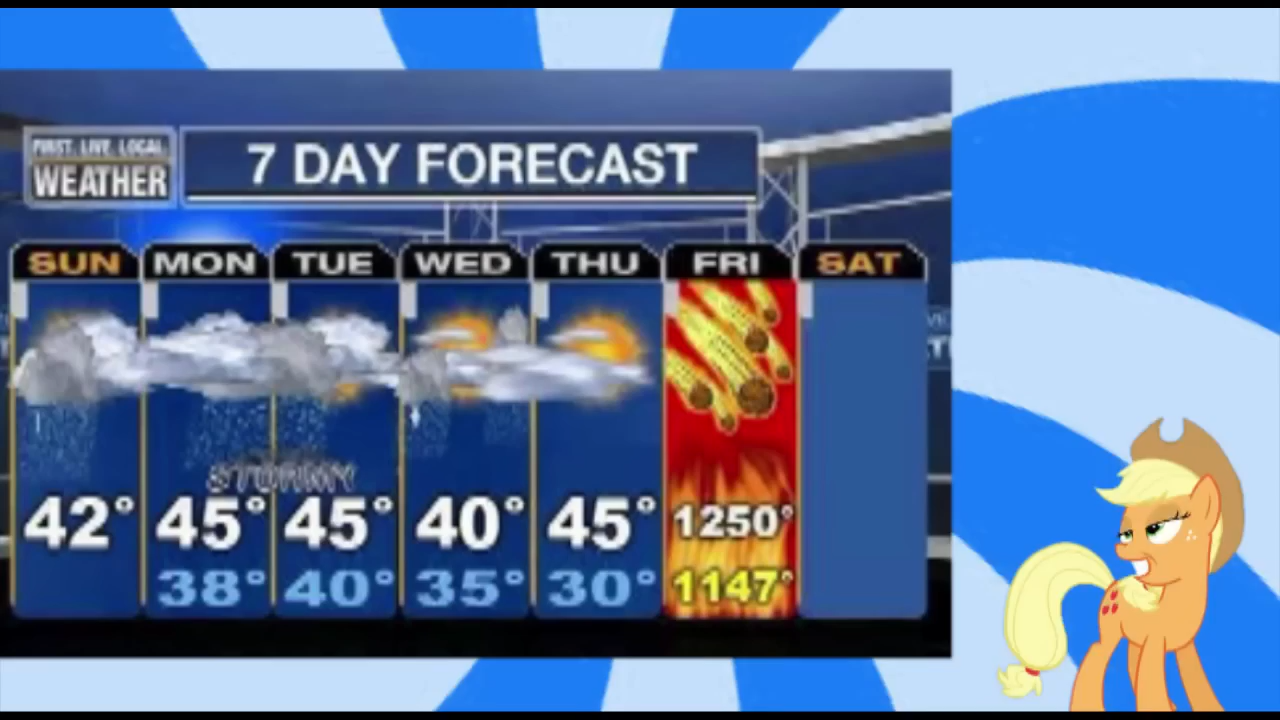 FIRST. LIVE. LOCAL.
WEATHER
7 DAY FORECAST
SUN MON TUE WED THU FRI SAT
STORMY
42° 45° 45° 40° 45° 1250°
38° 40° 35° 30° 1147°